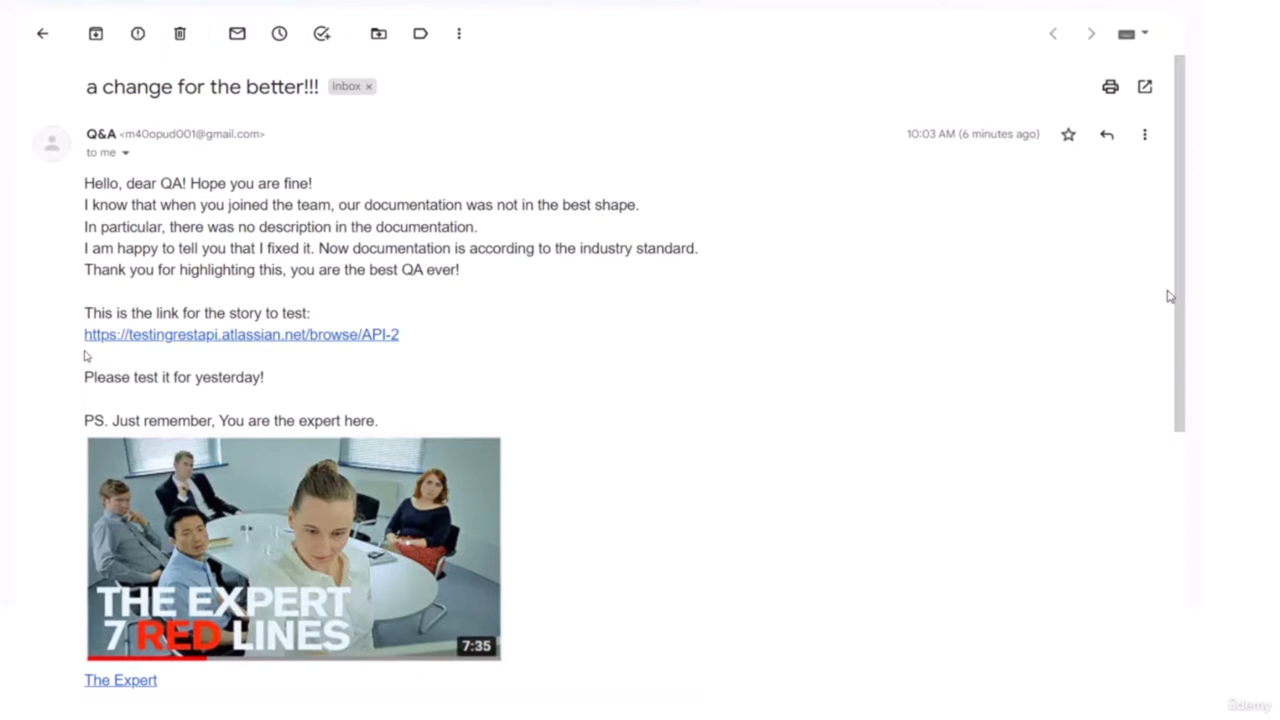 a change for the better!!! Inbox ×
Q&A <m40opud001@gmail.com> 10:03 AM (6 minutes ago)
to me
Hello, dear QA! Hope you are fine!
I know that when you joined the team, our documentation was not in the best shape.
In particular, there was no description in the documentation.
I am happy to tell you that I fixed it. Now documentation is according to the industry standard.
Thank you for highlighting this, you are the best QA ever!
This is the link for the story to test:
https://testingrestapi.atlassian.net/browse/API-2
Please test it for yesterday!
PS. Just remember, You are the expert here.
THE EXPERT
7 RED LINES
7:35
The Expert
ûdemy